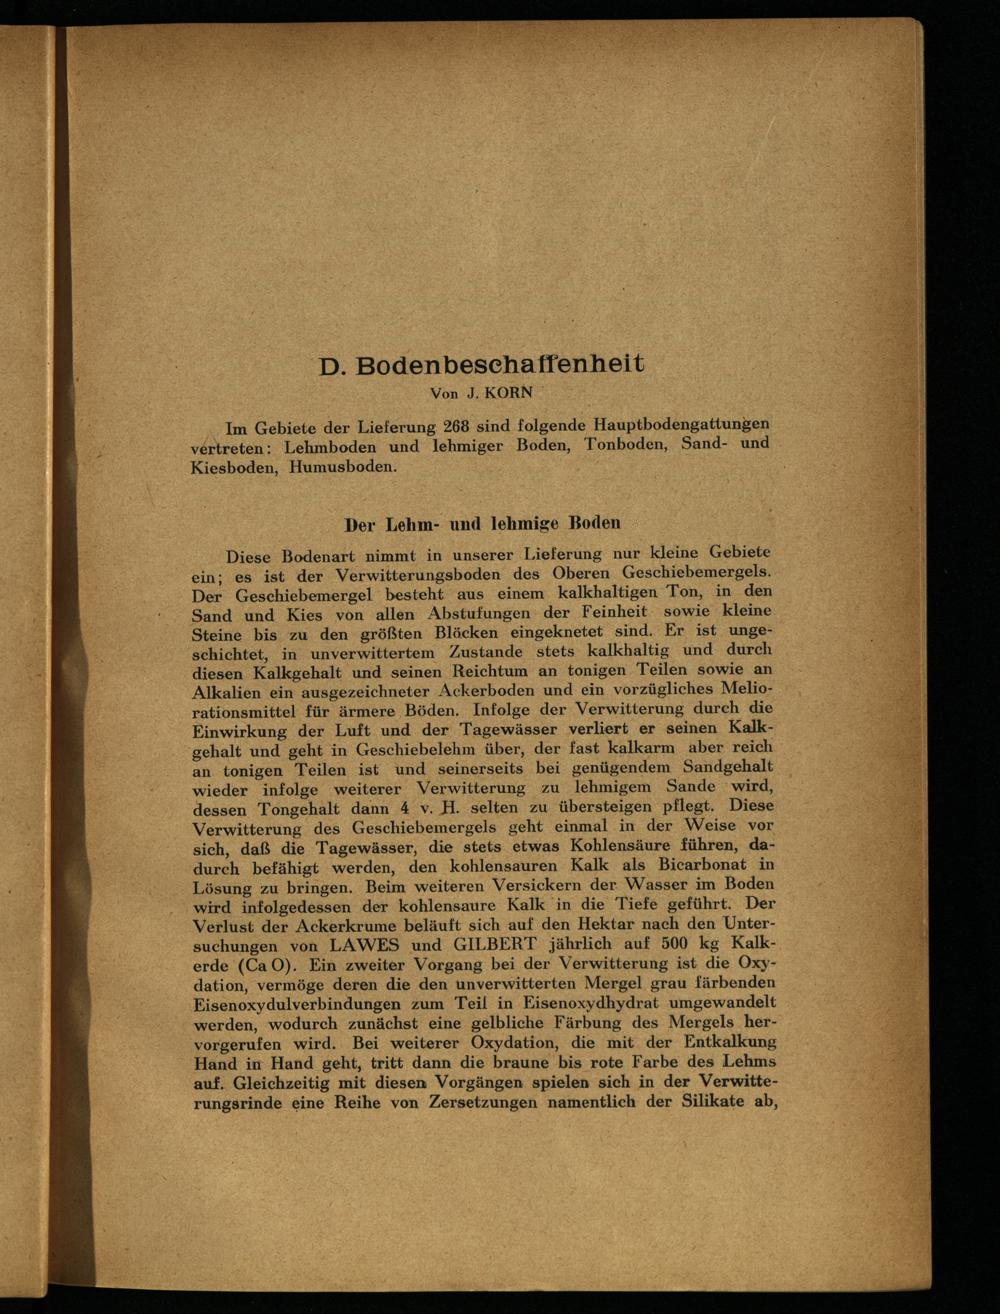 D. Bodenbeschaffenheit
Von J. KORN
Im Gebiete der Lieferung 268 sind folgende Hauptbodengattungen
vertreten: Lehmboden und lehmiger Boden, Tonboden, Sand- und
Kiesboden, Humusboden.
Der Lehm- und lehmige Boden
Diese Bodenart nimmt in unserer Lieferung nur kleine Gebiete
ein; es ist der Verwitterungsboden des Oberen Geschiebemergels.
Der Geschiebemergel besteht aus einem kalkhaltigen Ton, in den
Sand und Kies von allen Abstufungen der Feinheit sowie kleine
Steine bis zu den größten Blöcken eingeknetet sind. Er ist unge-
schichtet, in unverwittertem Zustande stets kalkhaltig und durch
diesen Kalkgehalt und seinen Reichtum an tonigen Teilen sowie an
Alkalien ein ausgezeichneter Ackerboden und ein vorzügliches Melio-
rationsmittel für ärmere Böden. Infolge der Verwitterung durch die
Einwirkung der Luft und der Tagewässer verliert er seinen Kalk-
gehalt und geht in Geschiebelehm über, der fast kalkarm aber reich
an tonigen Teilen ist und seinerseits bei genügendem Sandgehalt
wieder infolge weiterer Verwitterung zu lehmigem Sande wird,
dessen Tongehalt dann 4 v. H. selten zu übersteigen pflegt. Diese
Verwitterung des Geschiebemergels geht einmal in der Weise vor
sich, daß die Tagewässer, die stets etwas Kohlensäure führen, da-
durch befähigt werden, den kohlensauren Kalk als Bicarbonat in
Lösung zu bringen. Beim weiteren Versickern der Wasser im Boden
wird infolgedessen der kohlensaure Kalk in die Tiefe geführt. Der
Verlust der Ackerkrume beläuft sich auf den Hektar nach den Unter-
suchungen von LAWES und GILBERT jährlich auf 500 kg Kalk-
erde (Ca O). Ein zweiter Vorgang bei der Verwitterung ist die Oxy-
dation, vermöge deren die den unverwitterten Mergel grau färbenden
Eisenoxydulverbindungen zum Teil in Eisenoxydhydrat umgewandelt
werden, wodurch zunächst eine gelbliche Färbung des Mergels her-
vorgerufen wird. Bei weiterer Oxydation, die mit der Entkalkung
Hand in Hand geht, tritt dann die braune bis rote Farbe des Lehms
auf. Gleichzeitig mit diesen Vorgängen spielen sich in der Verwitte-
rungsrinde eine Reihe von Zersetzungen namentlich der Silikate ab,